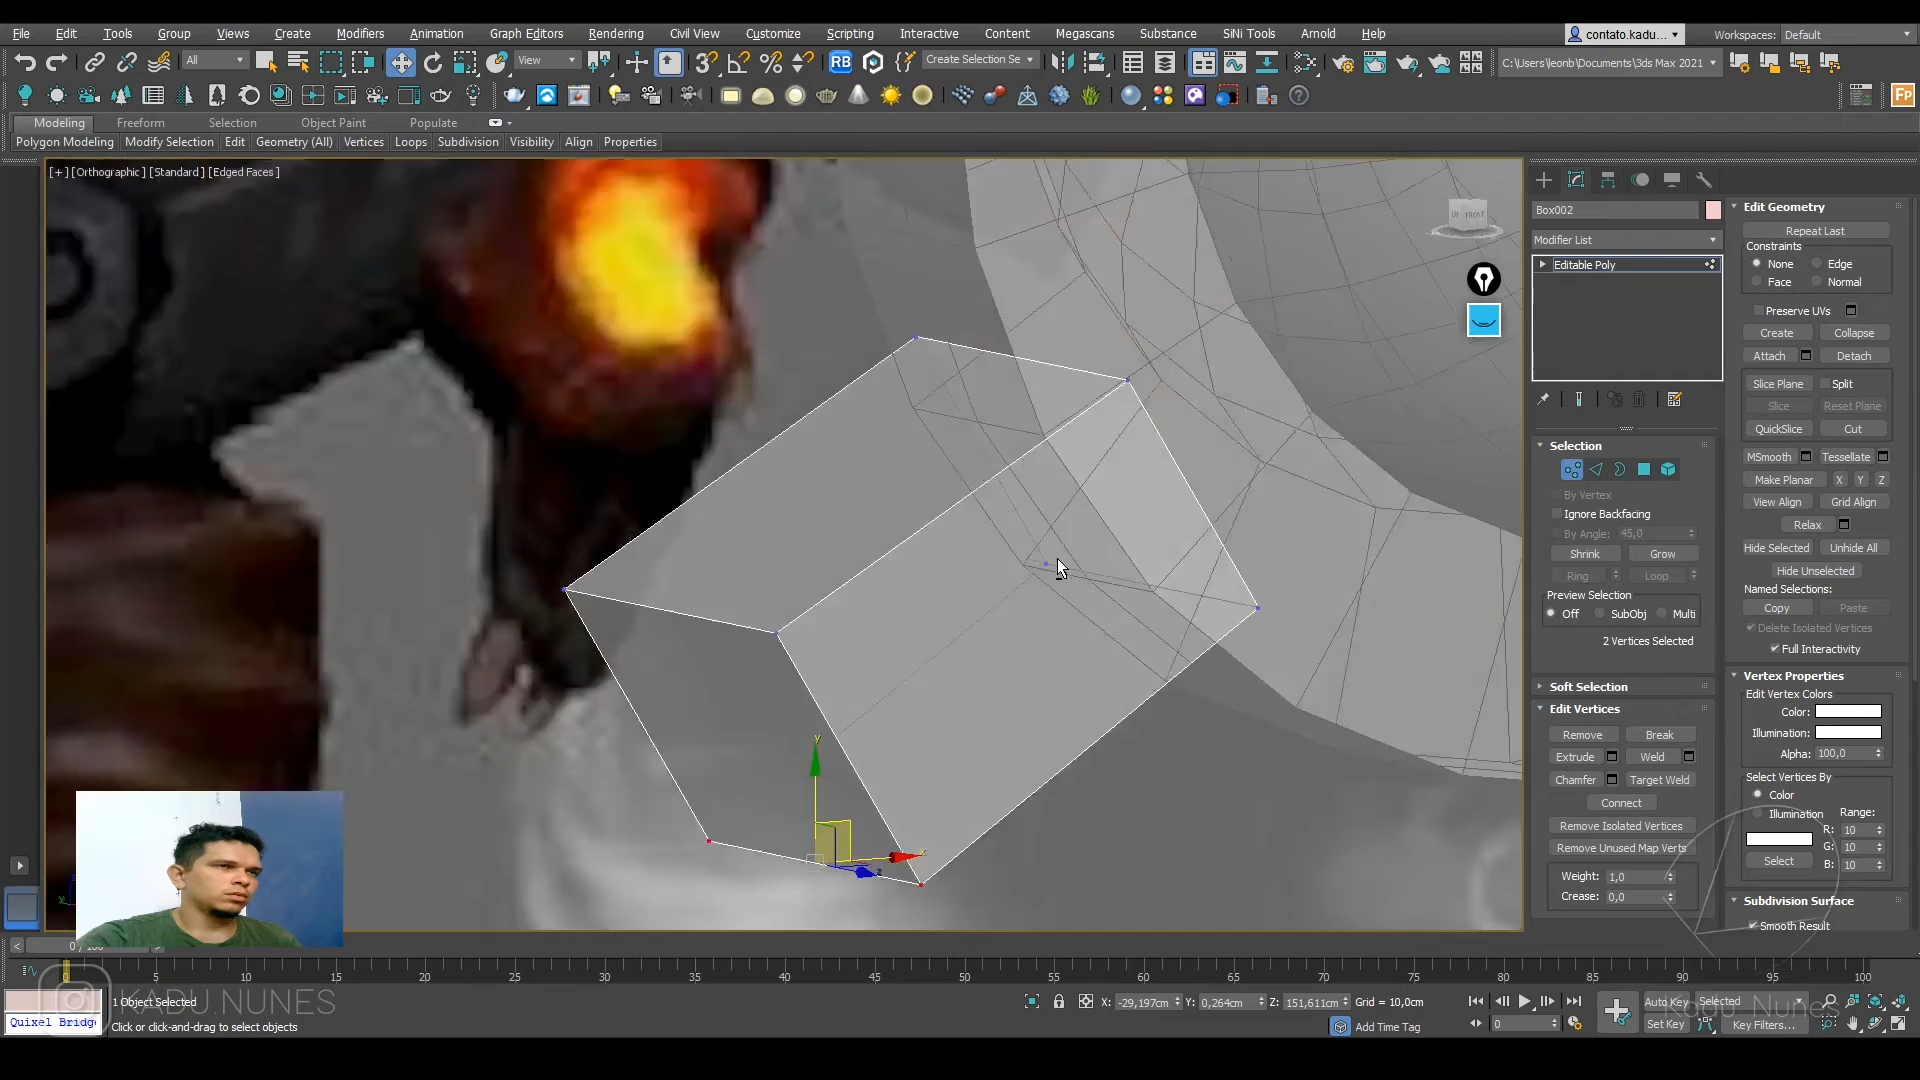 File Edit Tools Group Views Create Modifiers Animation Graph Editors Rendering Civil View Customize Scripting Interactive Content Megascans Substance SiNi Tools Arnold Help contato.kadu... Workspaces: Default
All View RB Create Selection Se C:\Users\leonb\Documents\3ds Max 2021
Fp
Modeling Freeform Selection Object Paint Populate
Polygon Modeling Modify Selection Edit Geometry (All) Vertices Loops Subdivision Visibility Align Properties
[+] [Orthographic] [Standard] [Edged Faces]
FRONT
Box002
Modifier List
Editable Poly
Selection
By Vertex
Ignore Backfacing
By Angle: 45,0
Shrink Grow
Ring Loop
Preview Selection
Off SubObj Multi
2 Vertices Selected
Soft Selection
Edit Vertices
Remove Break
Extrude Weld
Chamfer Target Weld
Connect
Remove Isolated Vertices
Remove Unused Map Verts
Weight: 1,0
Crease: 0,0
Edit Geometry
Repeat Last
Constraints
None Edge
Face Normal
Preserve UVs
Create Collapse
Attach Detach
Slice Plane Split
Slice Reset Plane
QuickSlice Cut
MSmooth Tessellate
Make Planar X Y Z
View Align Grid Align
Relax
Hide Selected Unhide All
Hide Unselected
Named Selections:
Copy Paste
Delete Isolated Vertices
Full Interactivity
Vertex Properties
Edit Vertex Colors
Color:
Illumination:
Alpha: 100,0
Select Vertices By
Color
Illumination Range:
R: 10
G: 10
Select B: 10
Subdivision Surface
Smooth Result
y
x
z
0 5 10 15 20 25 30 35 40 45 50 55 60 65 70 75 80 85 90 95 100
KADU.NUNES
1 Object Selected
X: -29,197cm Y: 0,264cm Z: 151,611cm Grid = 10,0cm
Auto Key Selected
Kadu Nunes
Quixel Bridge
Click or click-and-drag to select objects
Add Time Tag
0
Set Key Key Filters...